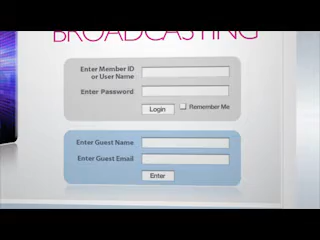 BROADCASTING
Enter Member ID
or User Name
Enter Password
Login
Remember Me
Enter Guest Name
Enter Guest Email
Enter